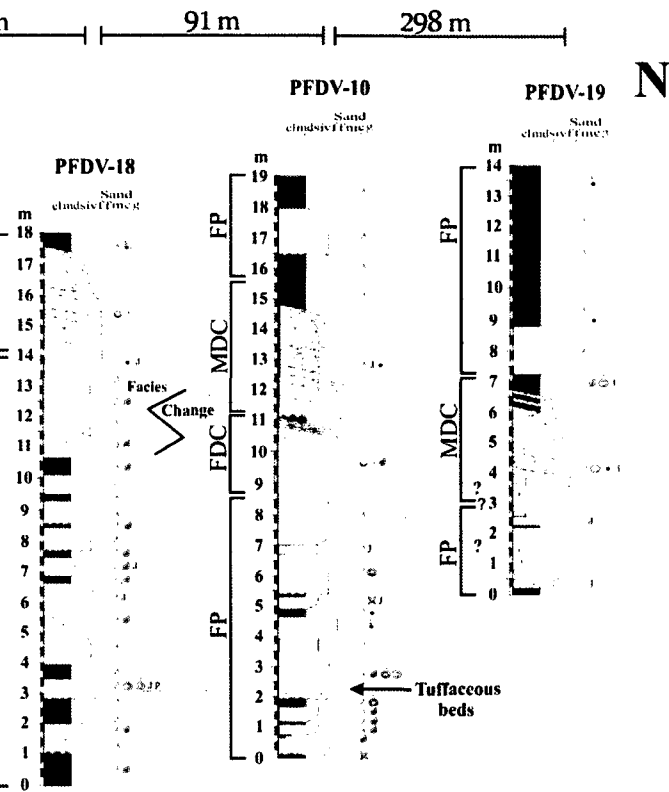 m
91 m
298 m
N
PFDV-10
PFDV-19
PFDV-18
Sand
clmdsivffmcg
Sand
clmdsivffmcg
Sand
clmdsivffmcg
m
18
17
16
15
14
13
12
11
10
9
8
7
6
5
4
3
2
1
0
Facies
Change
m
19
18
17
16
15
14
13
12
11
10
9
8
7
6
5
4
3
2
1
0
FP
MDC
FDC
FP
Tuffaceous
beds
m
14
13
12
11
10
9
8
7
6
5
4
3
2
1
0
FP
MDC
?
?
FP
?